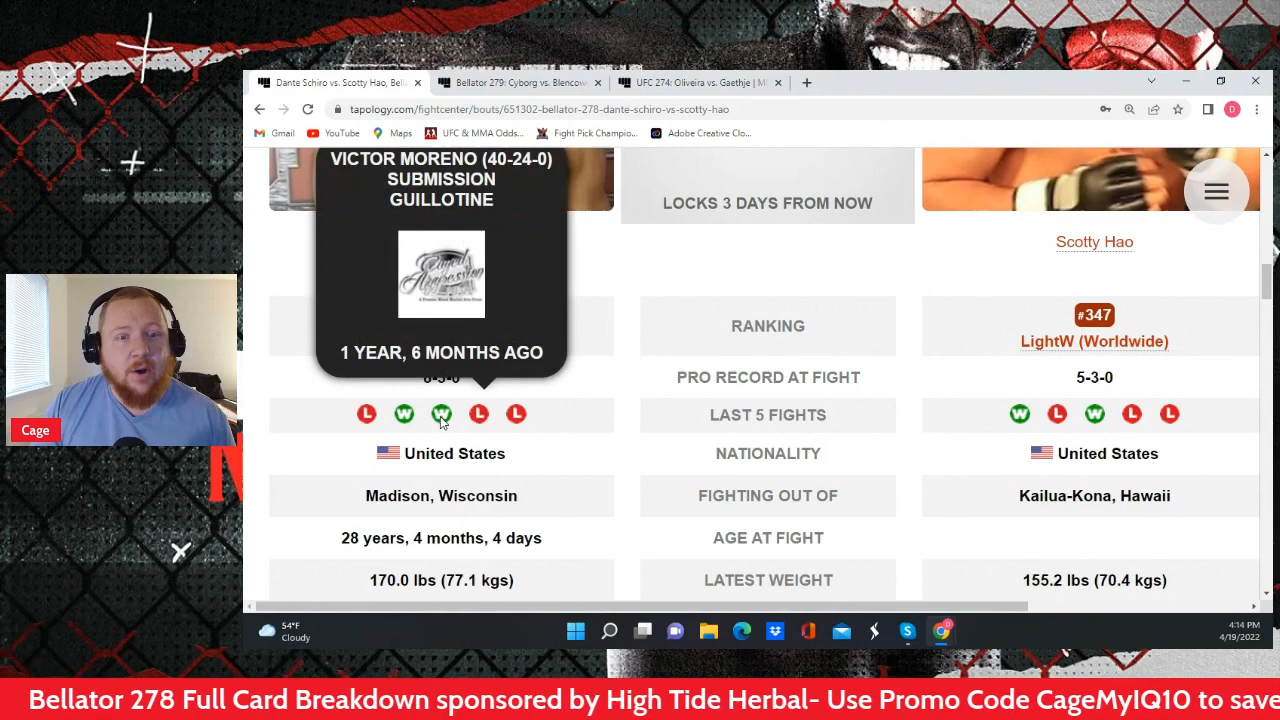 Dante Schiro vs. Scotty Hao, Bell
Bellator 279: Cyborg vs. Blencow
UFC 274: Oliveira vs. Gaethje | M
tapology.com/fightcenter/bouts/651302-bellator-278-dante-schiro-vs-scotty-hao
D
Gmail
YouTube
Maps
UFC & MMA Odds...
Fight Pick Champio...
Adobe Creative Clo...
VICTOR MORENO (40-24-0)
SUBMISSION
GUILLOTINE
Caged
Aggression
1 YEAR, 6 MONTHS AGO
LOCKS 3 DAYS FROM NOW
Scotty Hao
RANKING
#347
LightW (Worldwide)
PRO RECORD AT FIGHT
5-3-0
L W W L L
LAST 5 FIGHTS
W L W L L
United States
NATIONALITY
United States
Madison, Wisconsin
FIGHTING OUT OF
Kailua-Kona, Hawaii
28 years, 4 months, 4 days
AGE AT FIGHT
170.0 lbs (77.1 kgs)
LATEST WEIGHT
155.2 lbs (70.4 kgs)
Cage
54°F
Cloudy
4:14 PM
4/19/2022
Bellator 278 Full Card Breakdown sponsored by High Tide Herbal- Use Promo Code CageMyIQ10 to save